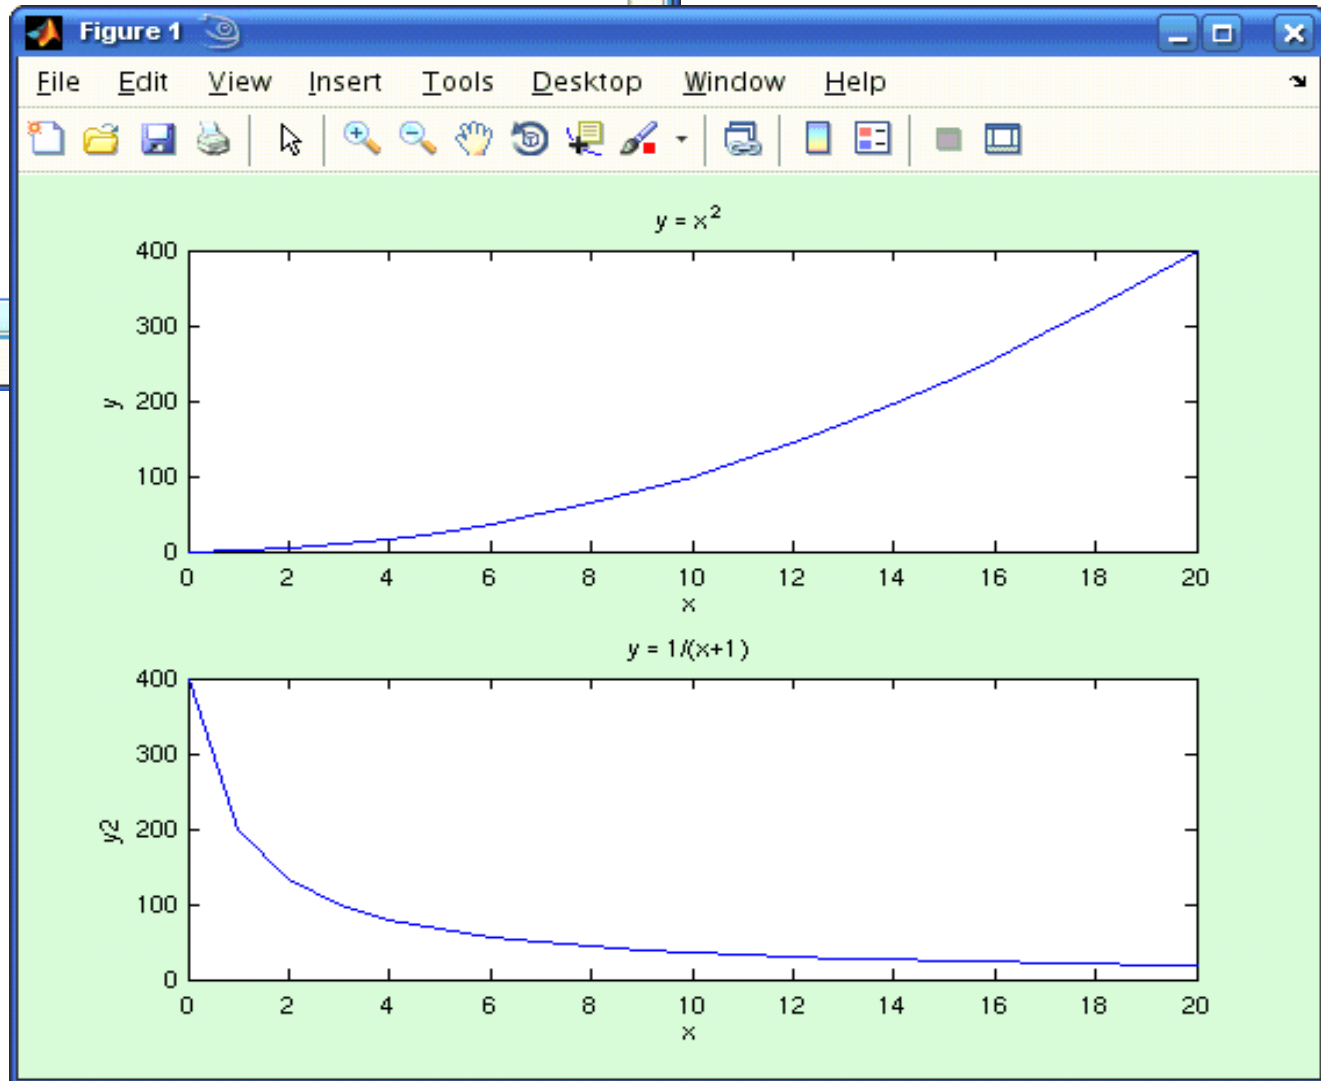 Figure 1
File Edit View Insert Tools Desktop Window Help
y = x²
400
300
200
100
0
y
0 2 4 6 8 10 12 14 16 18 20
x
y = 1/(x+1)
400
300
200
100
0
y2
0 2 4 6 8 10 12 14 16 18 20
x